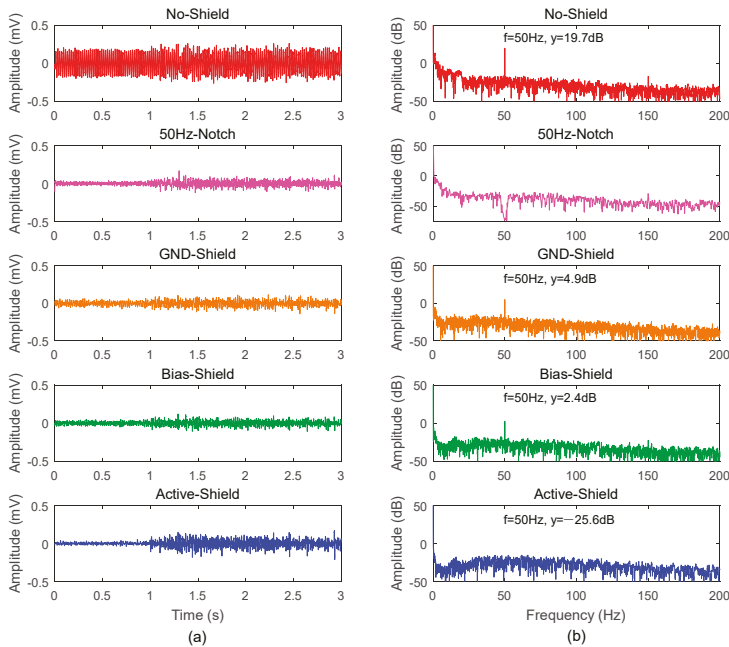 No-Shield
0.5
0
-0.5
Amplitude (mV)
0 0.5 1 1.5 2 2.5 3
50Hz-Notch
0.5
0
-0.5
Amplitude (mV)
0 0.5 1 1.5 2 2.5 3
GND-Shield
0.5
0
-0.5
Amplitude (mV)
0 0.5 1 1.5 2 2.5 3
Bias-Shield
0.5
0
-0.5
Amplitude (mV)
0 0.5 1 1.5 2 2.5 3
Active-Shield
0.5
0
-0.5
Amplitude (mV)
0 0.5 1 1.5 2 2.5 3
Time (s)
(a)
No-Shield
f=50Hz, y=19.7dB
50
0
-50
Amplitude (dB)
0 50 100 150 200
50Hz-Notch
50
0
-50
Amplitude (dB)
0 50 100 150 200
GND-Shield
f=50Hz, y=4.9dB
50
0
-50
Amplitude (dB)
0 50 100 150 200
Bias-Shield
f=50Hz, y=2.4dB
50
0
-50
Amplitude (dB)
0 50 100 150 200
Active-Shield
f=50Hz, y=−25.6dB
50
0
-50
Amplitude (dB)
0 50 100 150 200
Frequency (Hz)
(b)